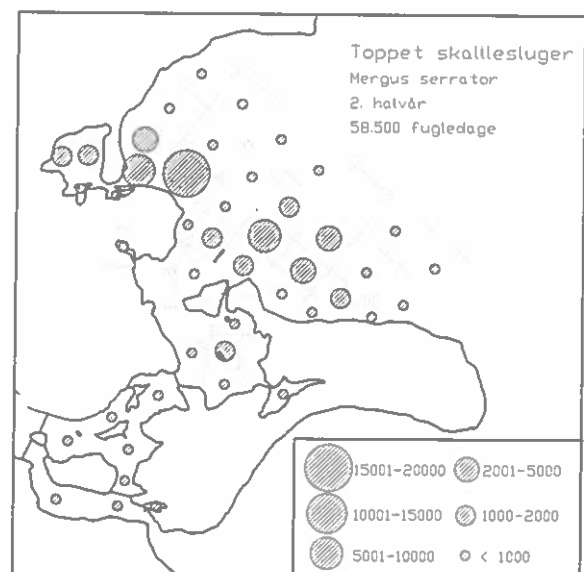 Toppet skallesluger
Mergus serrator
2. halvår
58.500 fugledage
15001-20000 2001-5000
10001-15000 1000-2000
5001-10000 < 1000